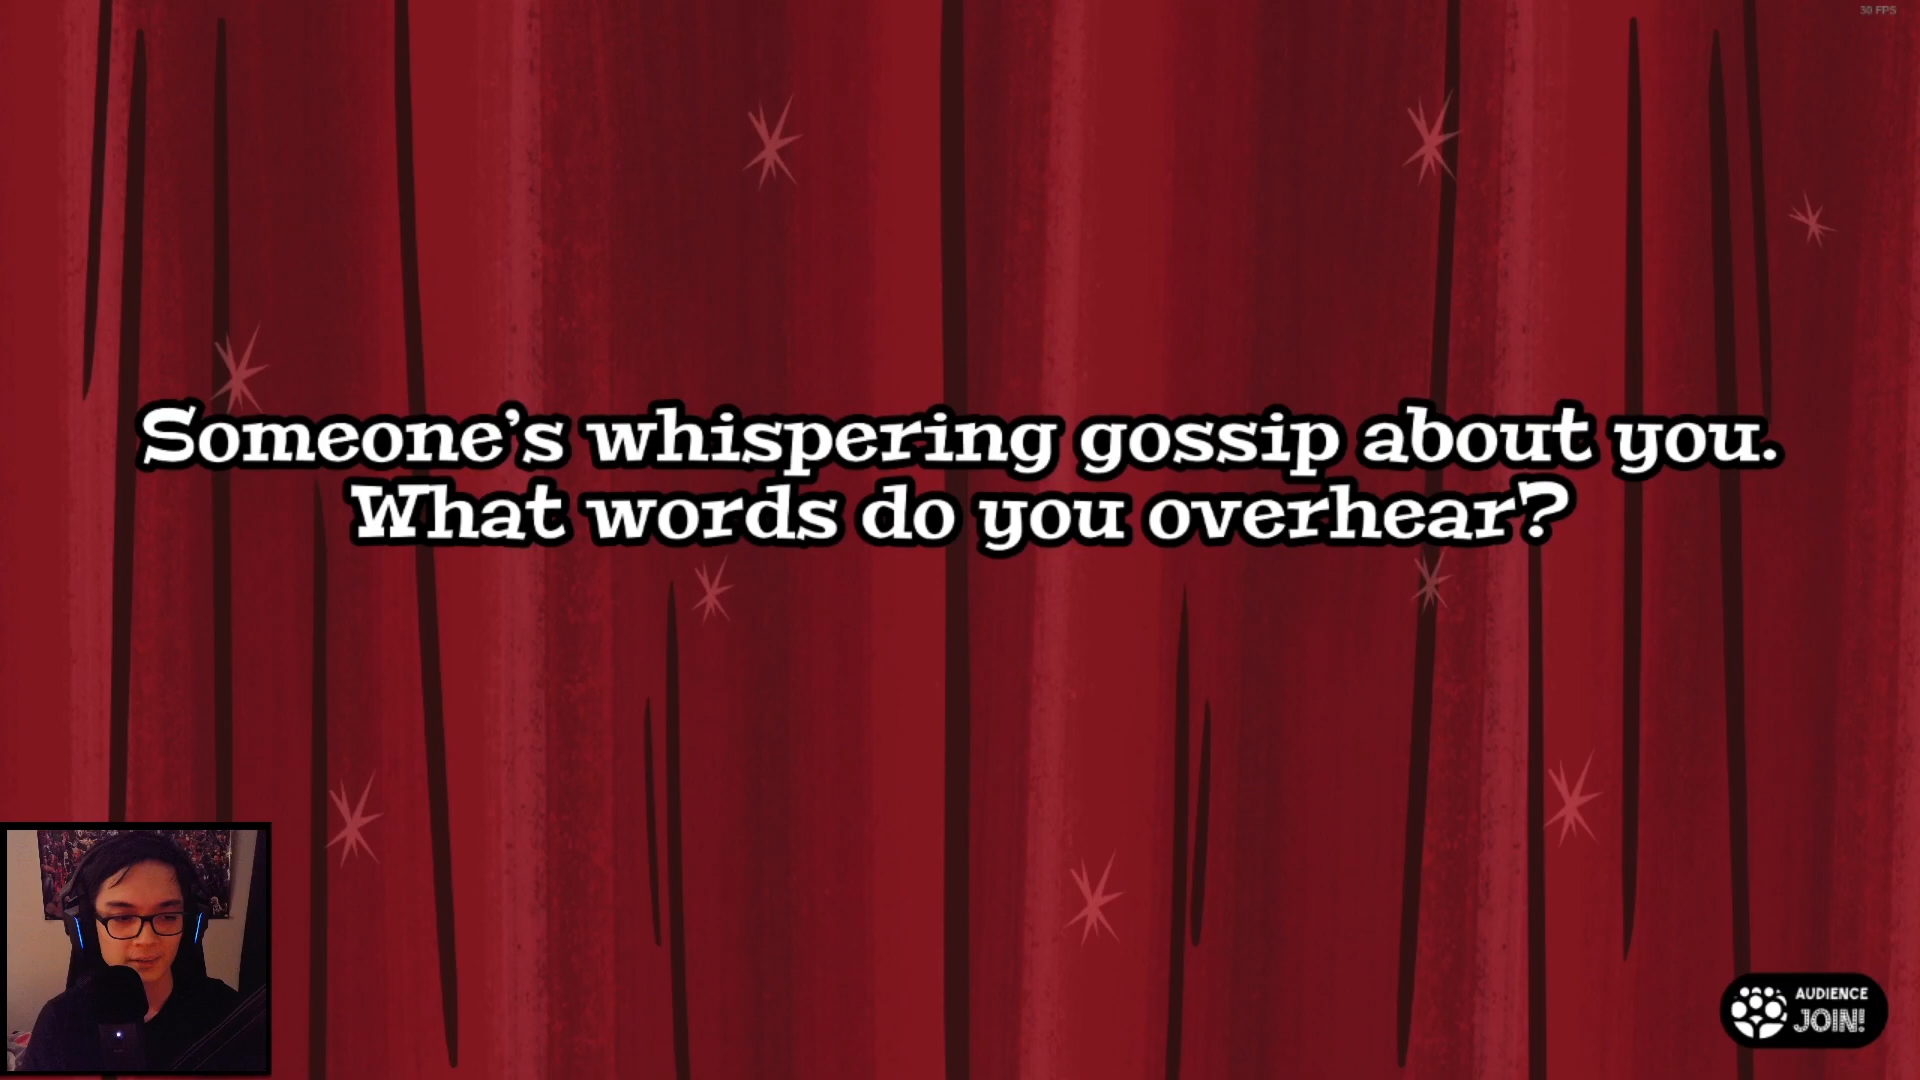 30 FPS
Someone's whispering gossip about you.
What words do you overhear?
AUDIENCE
JOIN!